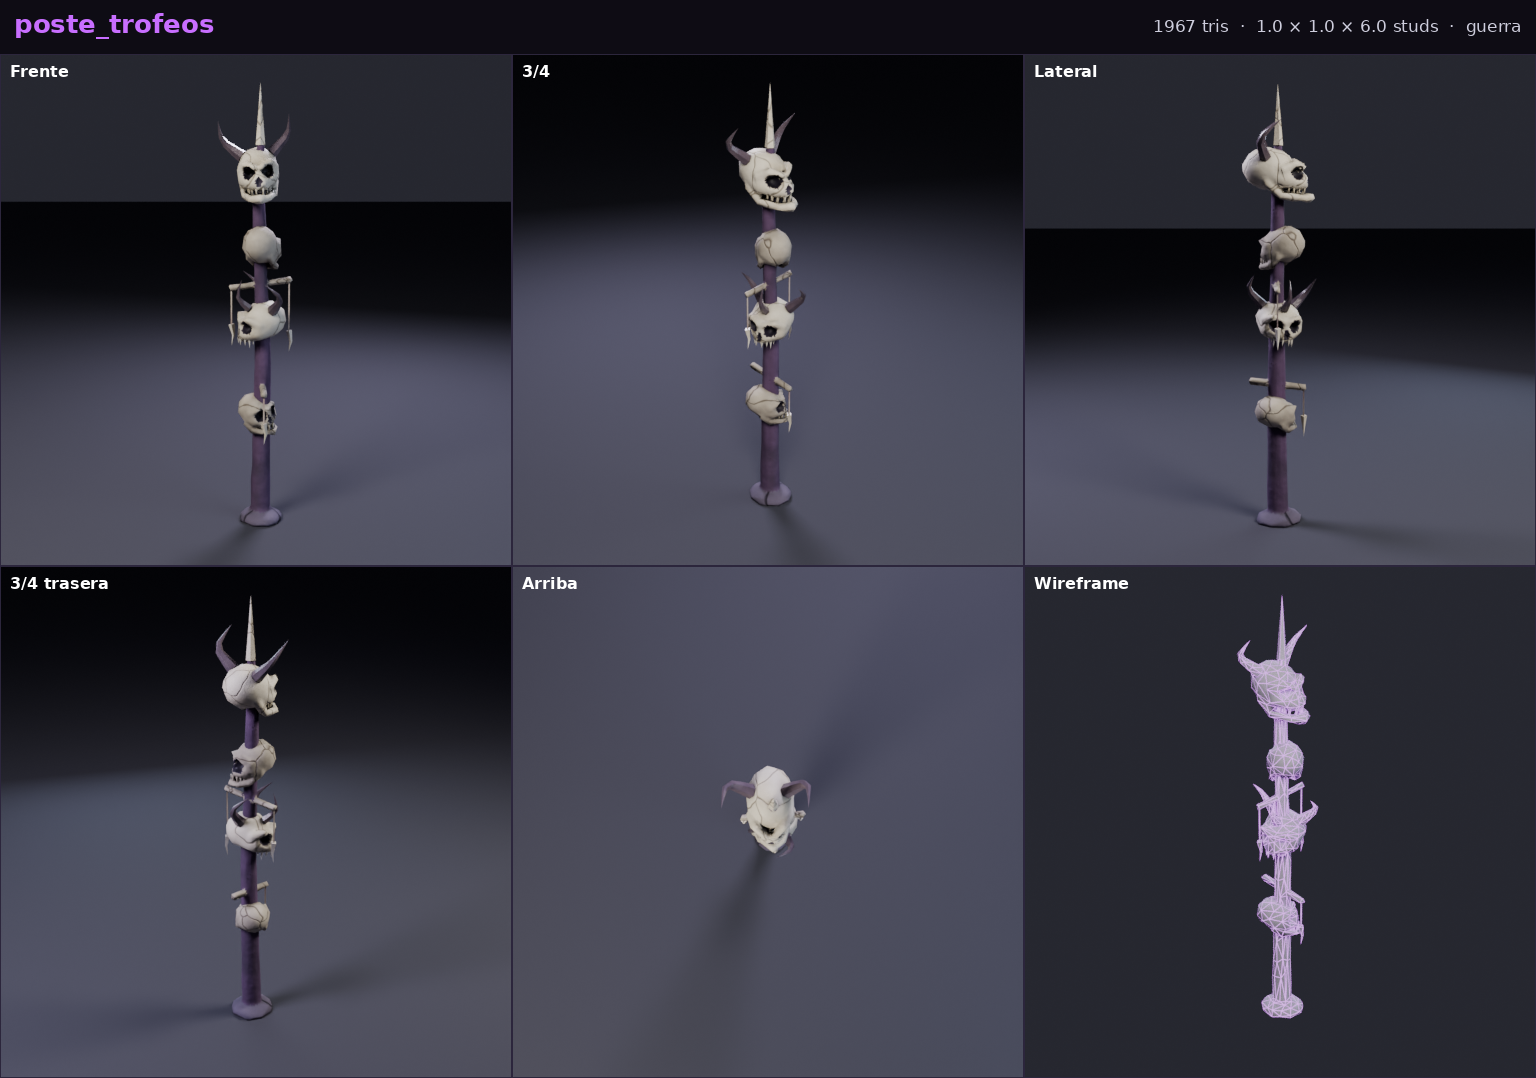 poste_trofeos
1967 tris · 1.0 × 1.0 × 6.0 studs · guerra
Frente
3/4
Lateral
3/4 trasera
Arriba
Wireframe